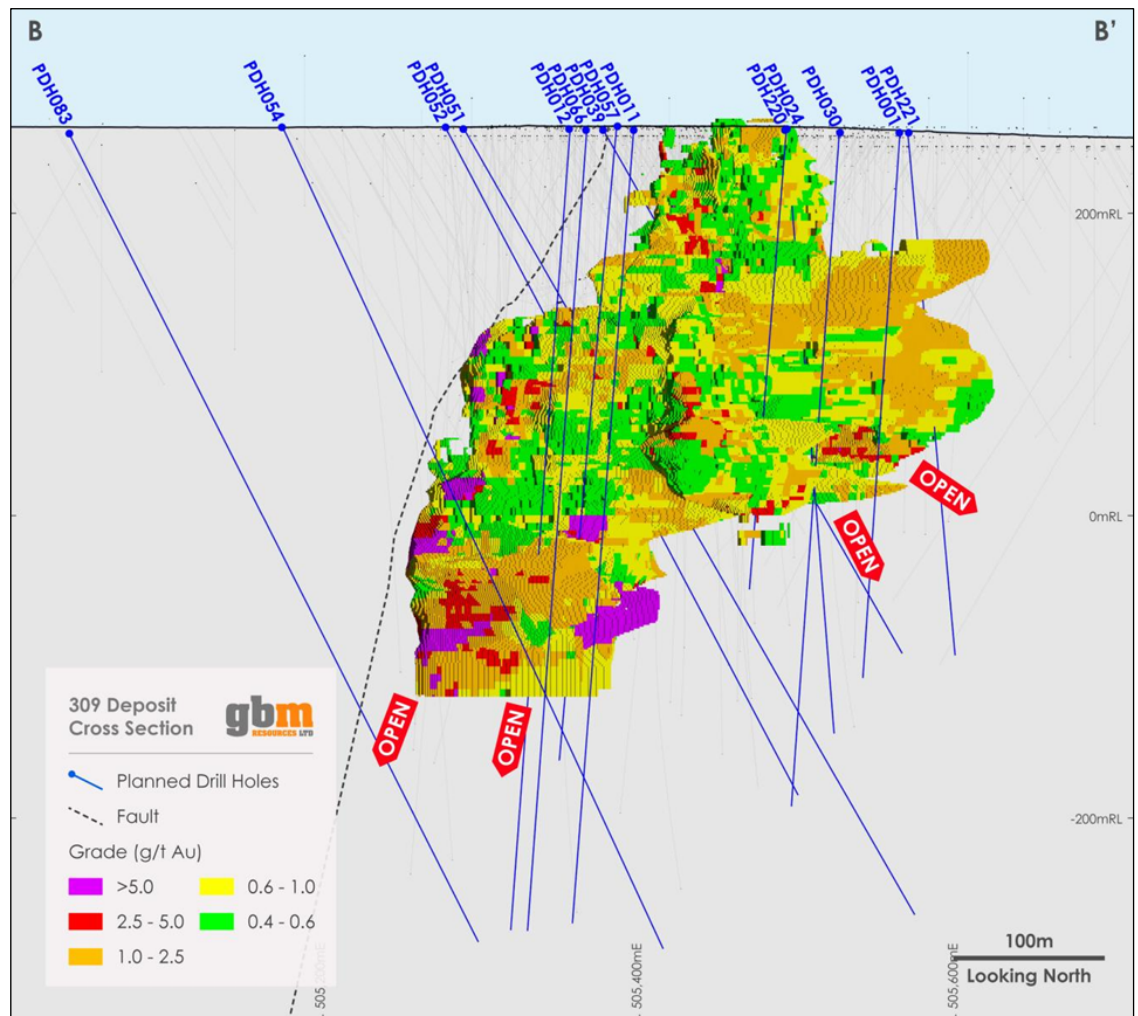 B
B'
PDH083
PDH054
PDH052
PDH051
PDH012
PDH066
PDH039
PDH057
PDH011
PDH220
PDH024
PDH030
PDH001
PDH221
200mRL
0mRL
-200mRL
OPEN
OPEN
OPEN
OPEN
309 Deposit
Cross Section
gbm
RESOURCES LTD
Planned Drill Holes
Fault
Grade (g/t Au)
>5.0
0.6 - 1.0
2.5 - 5.0
0.4 - 0.6
1.0 - 2.5
505,200mE
505,400mE
505,600mE
100m
Looking North